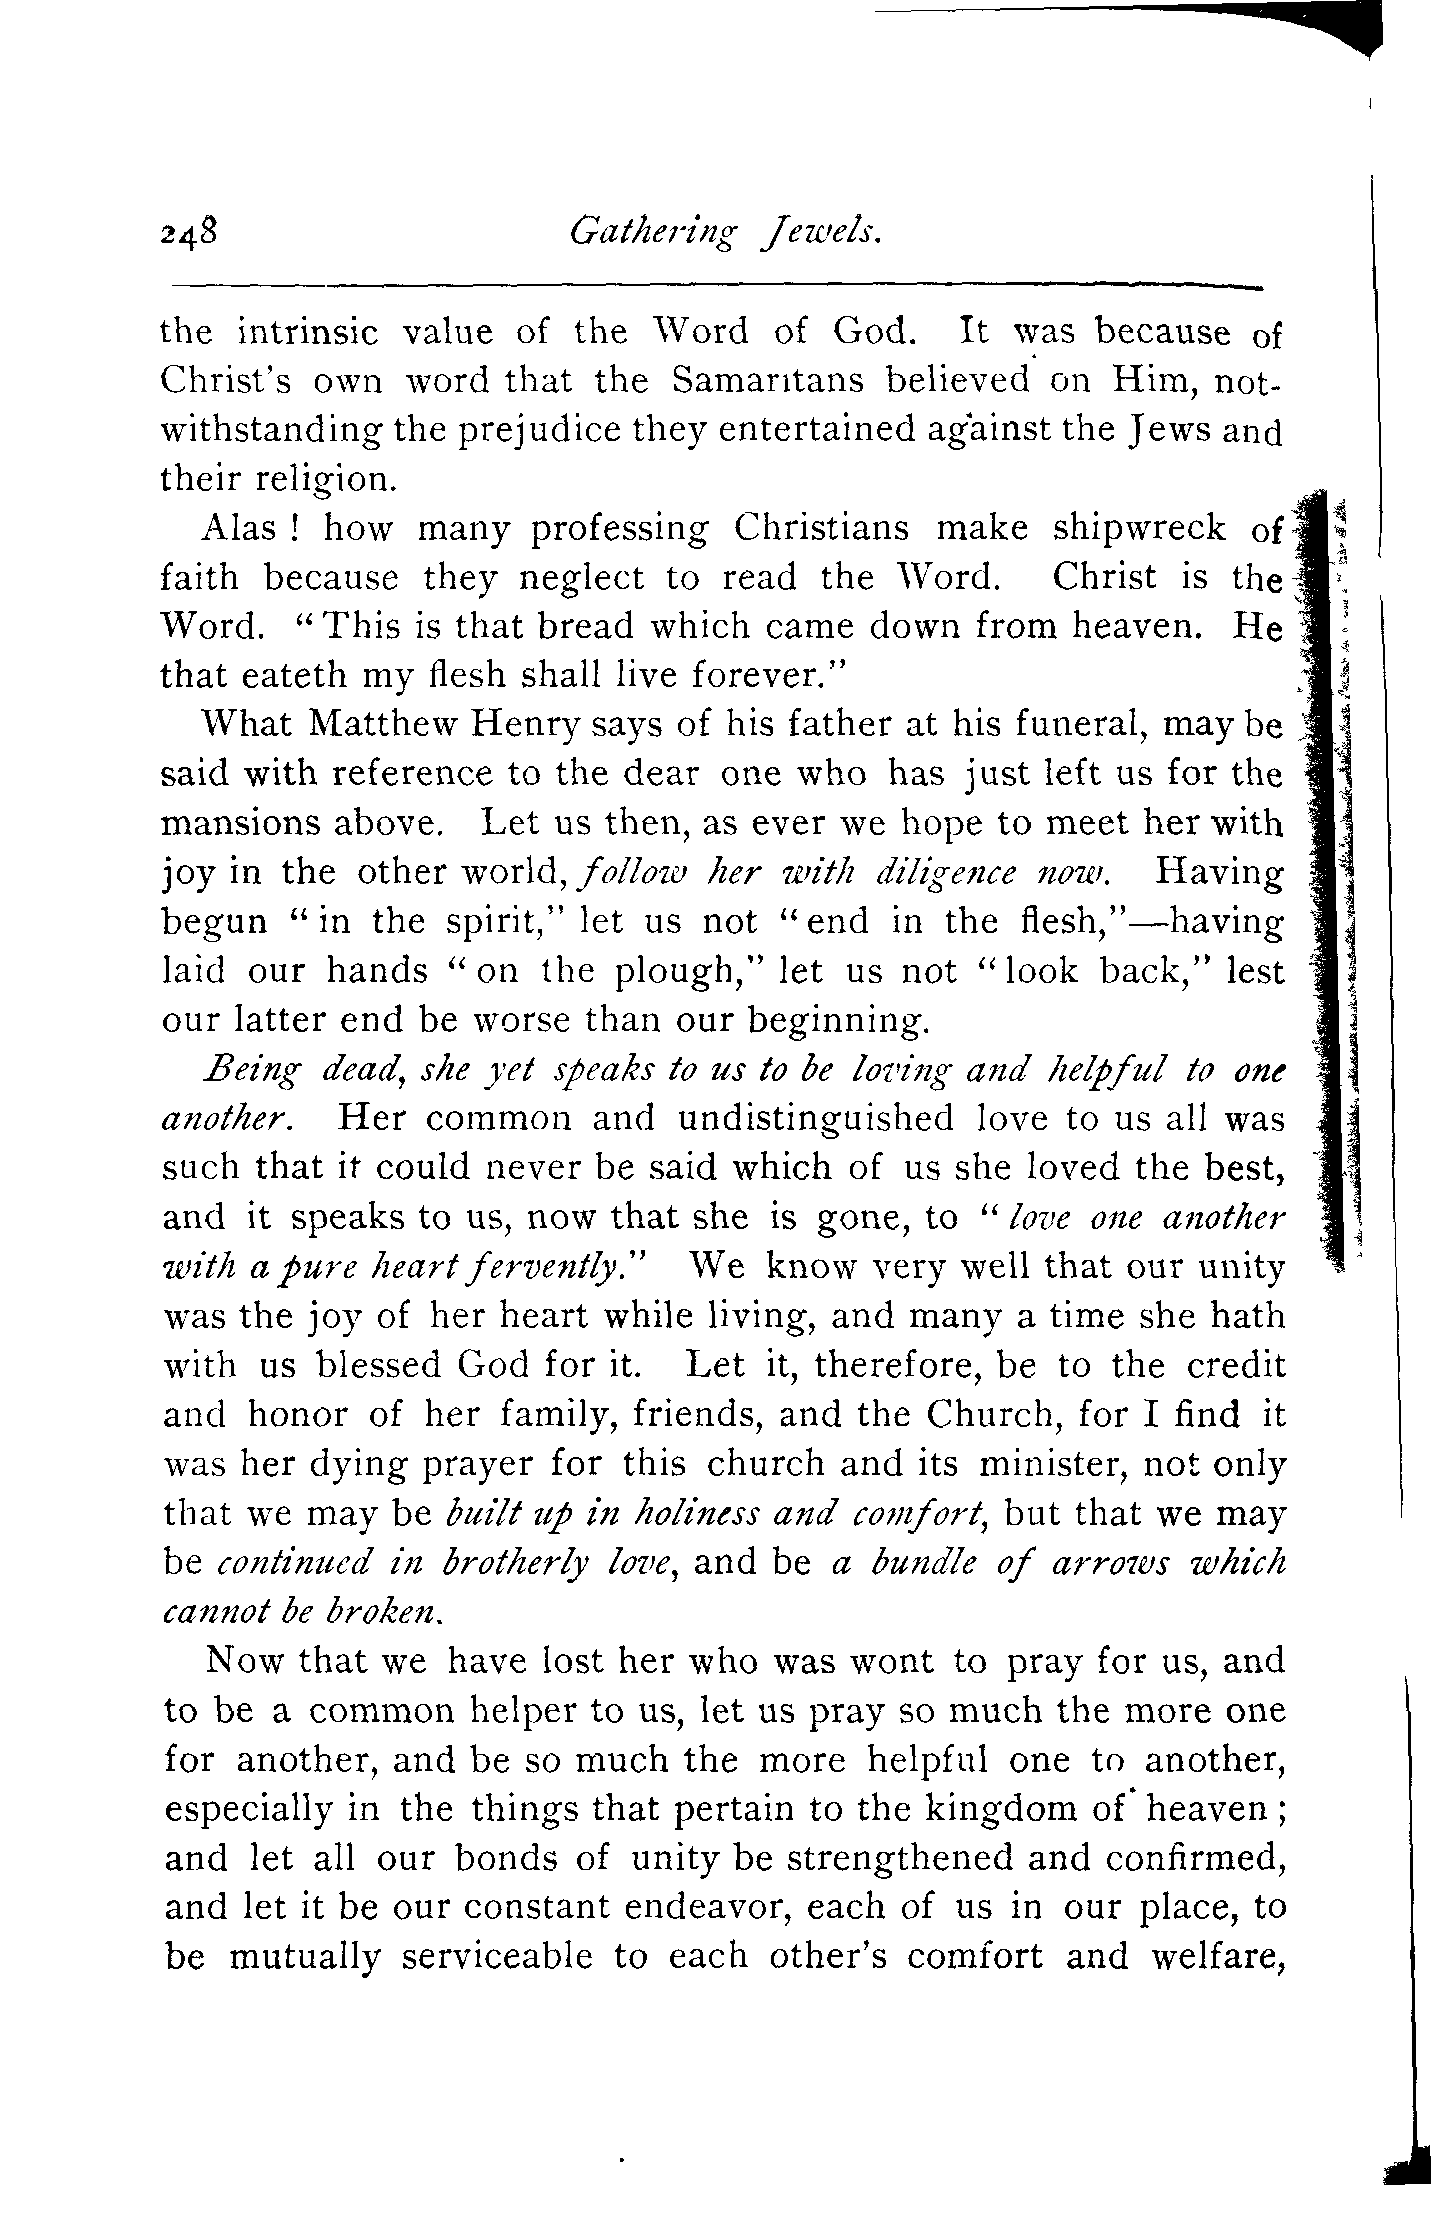 248 Gathering Jewels.
the intrinsic value of the Word of God. It was because of
Christ's own word that the Samaritans believed on Him, not-
withstanding the prejudice they entertained against the Jews and
their religion.
Alas ! how many professing Christians make shipwreck of
faith because they neglect to read the Word. Christ is the
Word. “ This is that bread which came down from heaven. He
that eateth my flesh shall live forever.”
What Matthew Henry says of his father at his funeral, may be
said with reference to the dear one who has just left us for the
mansions above. Let us then, as ever we hope to meet her with
joy in the other world, follow her with diligence now. Having
begun “ in the spirit,” let us not “ end in the flesh,”—having
laid our hands “ on the plough,” let us not “ look back,” lest
our latter end be worse than our beginning.
Being dead, she yet speaks to us to be loving and helpful to one
another. Her common and undistinguished love to us all was
such that it could never be said which of us she loved the best,
and it speaks to us, now that she is gone, to “ love one another
with a pure heart fervently.” We know very well that our unity
was the joy of her heart while living, and many a time she hath
with us blessed God for it. Let it, therefore, be to the credit
and honor of her family, friends, and the Church, for I find it
was her dying prayer for this church and its minister, not only
that we may be built up in holiness and comfort, but that we may
be continued in brotherly love, and be a bundle of arrows which
cannot be broken.
Now that we have lost her who was wont to pray for us, and
to be a common helper to us, let us pray so much the more one
for another, and be so much the more helpful one to another,
especially in the things that pertain to the kingdom of heaven ;
and let all our bonds of unity be strengthened and confirmed,
and let it be our constant endeavor, each of us in our place, to
be mutually serviceable to each other's comfort and welfare,